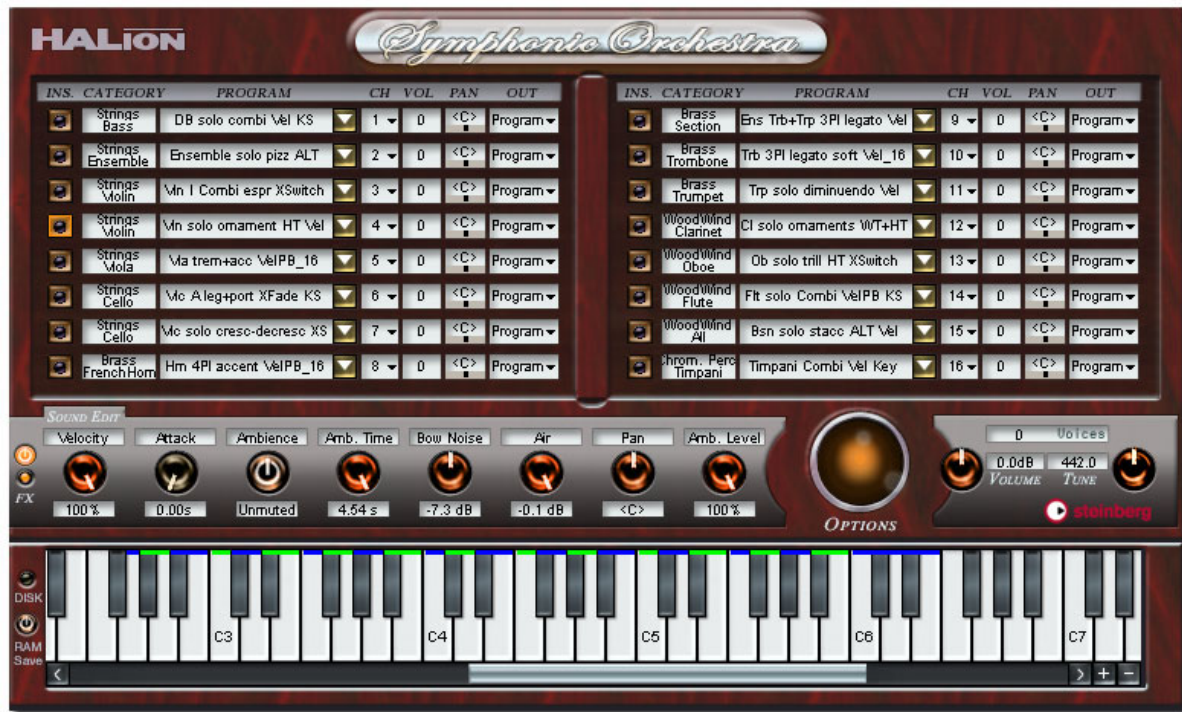 HALion
Symphonic Orchestra
INS. CATEGORY PROGRAM CH VOL PAN OUT
Strings Bass DB solo combi Vel KS 1 0 <C> Program
Strings Ensemble Ensemble solo pizz ALT 2 0 <C> Program
Strings Violin Vln I Combi espr XSwitch 3 0 <C> Program
Strings Violin Vln solo ornament HT Vel 4 0 <C> Program
Strings Viola Vla trem+acc VelPB_16 5 0 <C> Program
Strings Cello Vlc A leg+port XFade KS 6 0 <C> Program
Strings Cello Vlc solo cresc-decresc XS 7 0 <C> Program
Brass FrenchHorn Hrn 4Pl accent VelPB_16 8 0 <C> Program
INS. CATEGORY PROGRAM CH VOL PAN OUT
Brass Section Ens Trb+Trp 3Pl legato Vel 9 0 <C> Program
Brass Trombone Trb 3Pl legato soft Vel_16 10 0 <C> Program
Brass Trumpet Trp solo diminuendo Vel 11 0 <C> Program
WoodWind Clarinet Cl solo ornaments WT+HT 12 0 <C> Program
WoodWind Oboe Ob solo trill HT XSwitch 13 0 <C> Program
WoodWind Flute Flt solo Combi VelPB KS 14 0 <C> Program
WoodWind All Bsn solo stacc ALT Vel 15 0 <C> Program
Chrom. Perc Timpani Timpani Combi Vel Key 16 0 <C> Program
SOUND EDIT
Velocity Attack Ambience Amb. Time Bow Noise Air Pan Amb. Level
FX
100% 0.00s Unmuted 4.54 s -7.3 dB -0.1 dB <C> 100%
OPTIONS
0 Voices
0.0dB 442.0
VOLUME TUNE
steinberg
DISK
RAM
Save
C3 C4 C5 C6 C7
< > + −